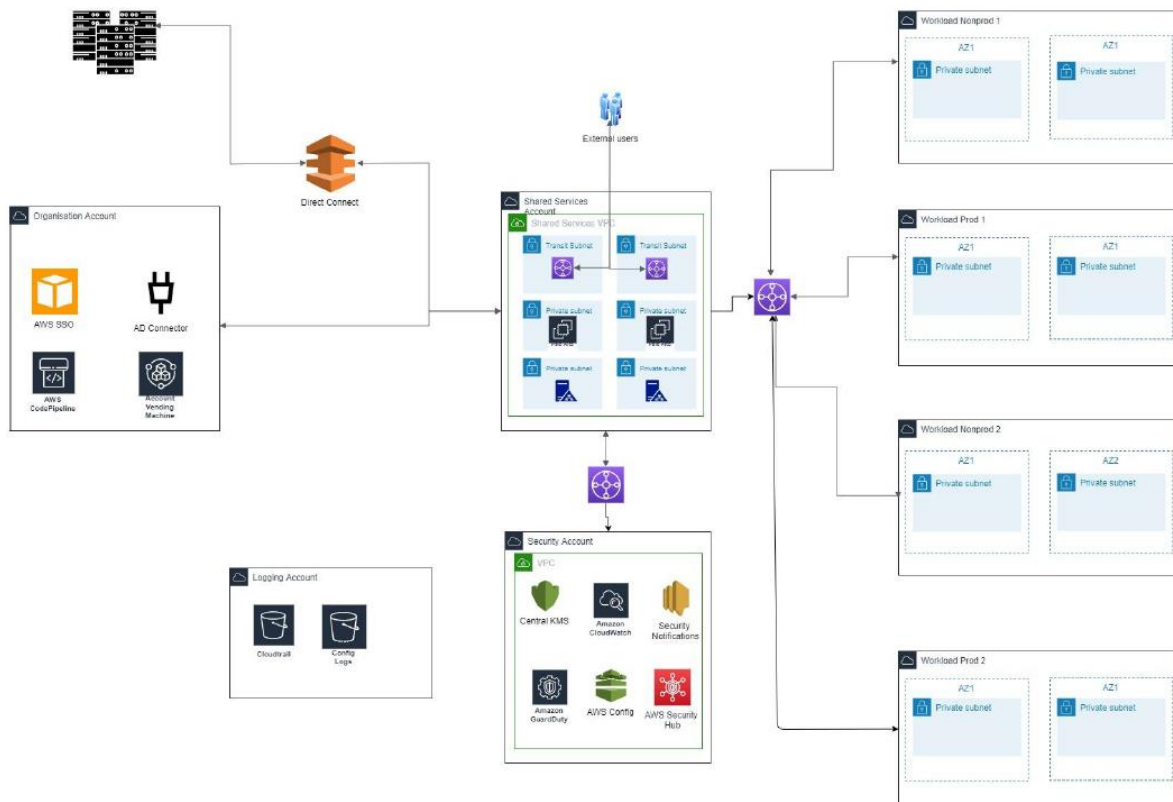 Workload Nonprod 1
AZ1
AZ1
Private subnet
Private subnet
External users
Direct Connect
Organisation Account
AWS SSO
AD Connector
AWS
CodePipeline
Account
Vending
Machine
Shared Services
Account
Shared Services VPC
Transit Subnet
Transit Subnet
Private subnet
Private subnet
Private subnet
Private subnet
Workload Prod 1
AZ1
AZ1
Private subnet
Private subnet
Workload Nonprod 2
AZ1
AZ2
Private subnet
Private subnet
Security Account
VPC
Central KMS
Amazon
CloudWatch
Security
Notifications
Amazon
GuardDuty
AWS Config
AWS Security
Hub
Logging Account
Cloudtrail
Config
Logs
Workload Prod 2
AZ1
AZ1
Private subnet
Private subnet